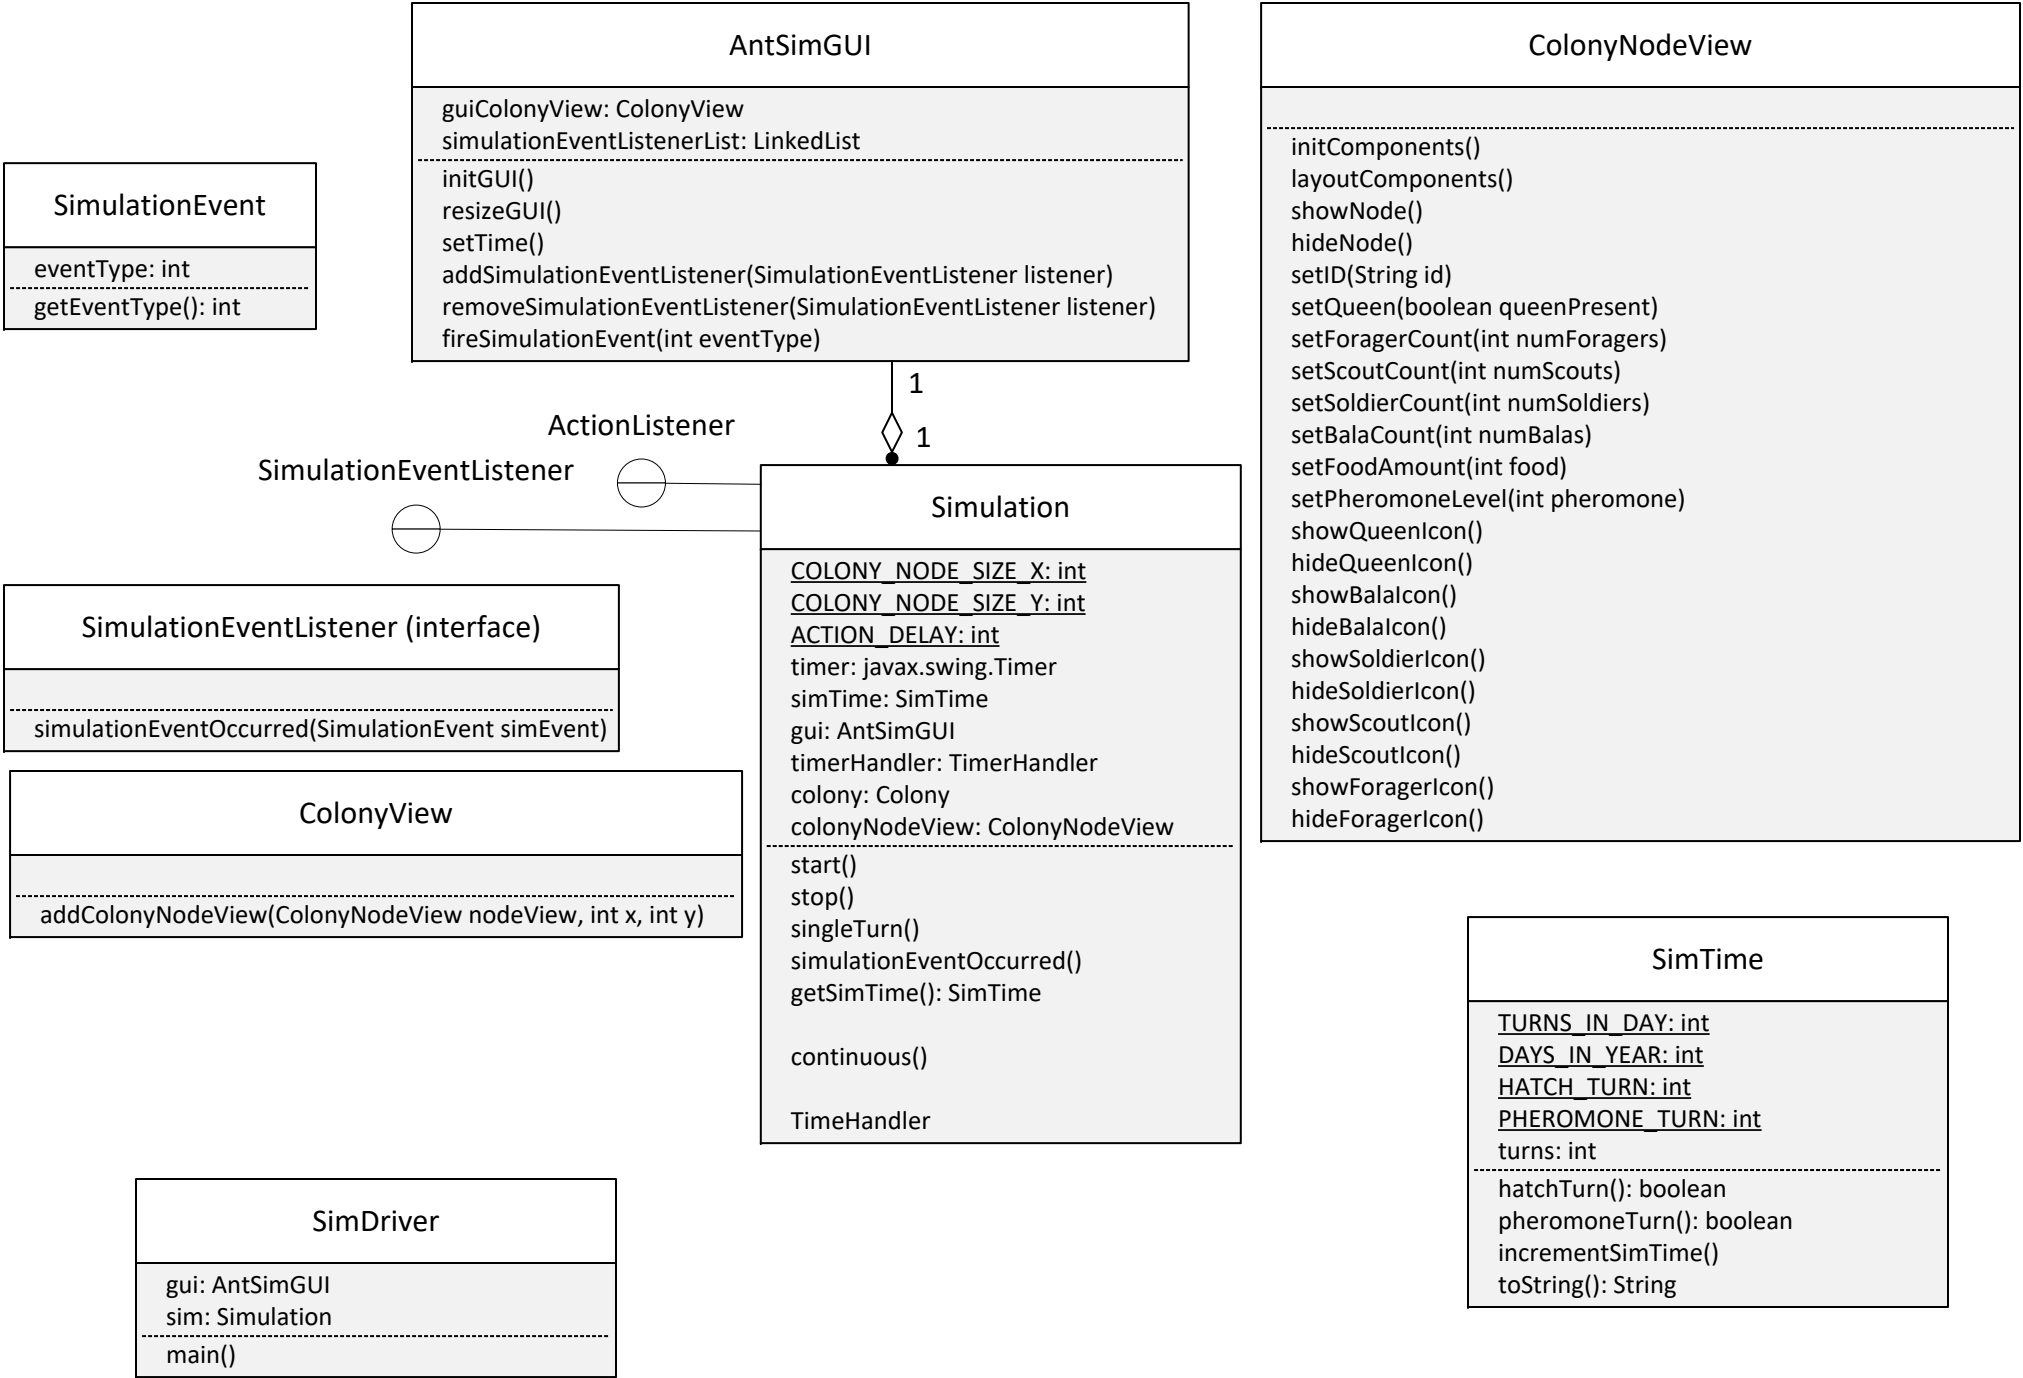 AntSimGUI
guiColonyView: ColonyView
simulationEventListenerList: LinkedList
initGUI()
resizeGUI()
setTime()
addSimulationEventListener(SimulationEventListener listener)
removeSimulationEventListener(SimulationEventListener listener)
fireSimulationEvent(int eventType)
ColonyNodeView
initComponents()
layoutComponents()
showNode()
hideNode()
setID(String id)
setQueen(boolean queenPresent)
setForagerCount(int numForagers)
setScoutCount(int numScouts)
setSoldierCount(int numSoldiers)
setBalaCount(int numBalas)
setFoodAmount(int food)
setPheromoneLevel(int pheromone)
showQueenIcon()
hideQueenIcon()
showBalaIcon()
hideBalaIcon()
showSoldierIcon()
hideSoldierIcon()
showScoutIcon()
hideScoutIcon()
showForagerIcon()
hideForagerIcon()
SimulationEvent
eventType: int
getEventType(): int
1
1
ActionListener
SimulationEventListener
Simulation
COLONY_NODE_SIZE_X: int
COLONY_NODE_SIZE_Y: int
ACTION_DELAY: int
timer: javax.swing.Timer
simTime: SimTime
gui: AntSimGUI
timerHandler: TimerHandler
colony: Colony
colonyNodeView: ColonyNodeView
start()
stop()
singleTurn()
simulationEventOccurred()
getSimTime(): SimTime
continuous()
TimeHandler
SimulationEventListener (interface)
simulationEventOccurred(SimulationEvent simEvent)
ColonyView
addColonyNodeView(ColonyNodeView nodeView, int x, int y)
SimTime
TURNS_IN_DAY: int
DAYS_IN_YEAR: int
HATCH_TURN: int
PHEROMONE_TURN: int
turns: int
hatchTurn(): boolean
pheromoneTurn(): boolean
incrementSimTime()
toString(): String
SimDriver
gui: AntSimGUI
sim: Simulation
main()